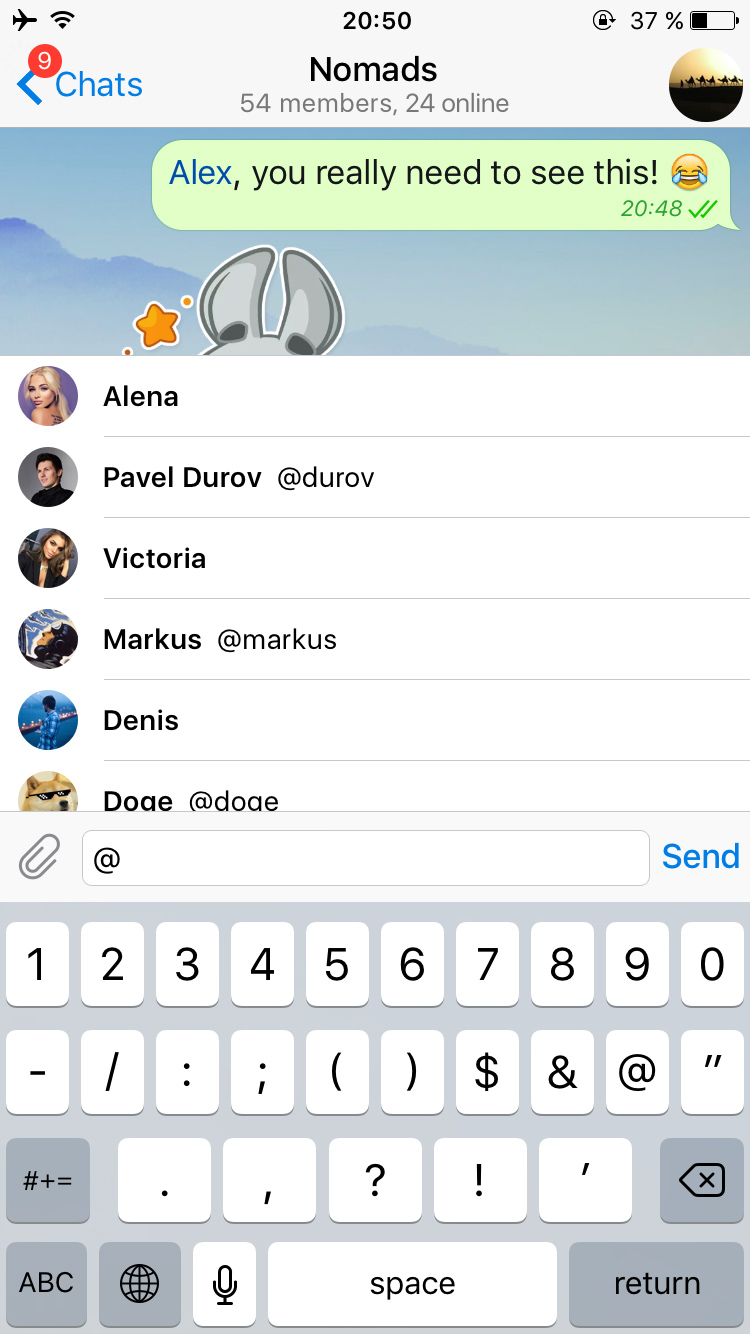 20:50
37 %
9
Chats
Nomads
54 members, 24 online
Alex, you really need to see this! 😂
20:48
Alena
Pavel Durov @durov
Victoria
Markus @markus
Denis
Doge @doge
@
Send
1 2 3 4 5 6 7 8 9 0
- / : ; ( ) $ & @ "
#+= . , ? ! '
ABC space return